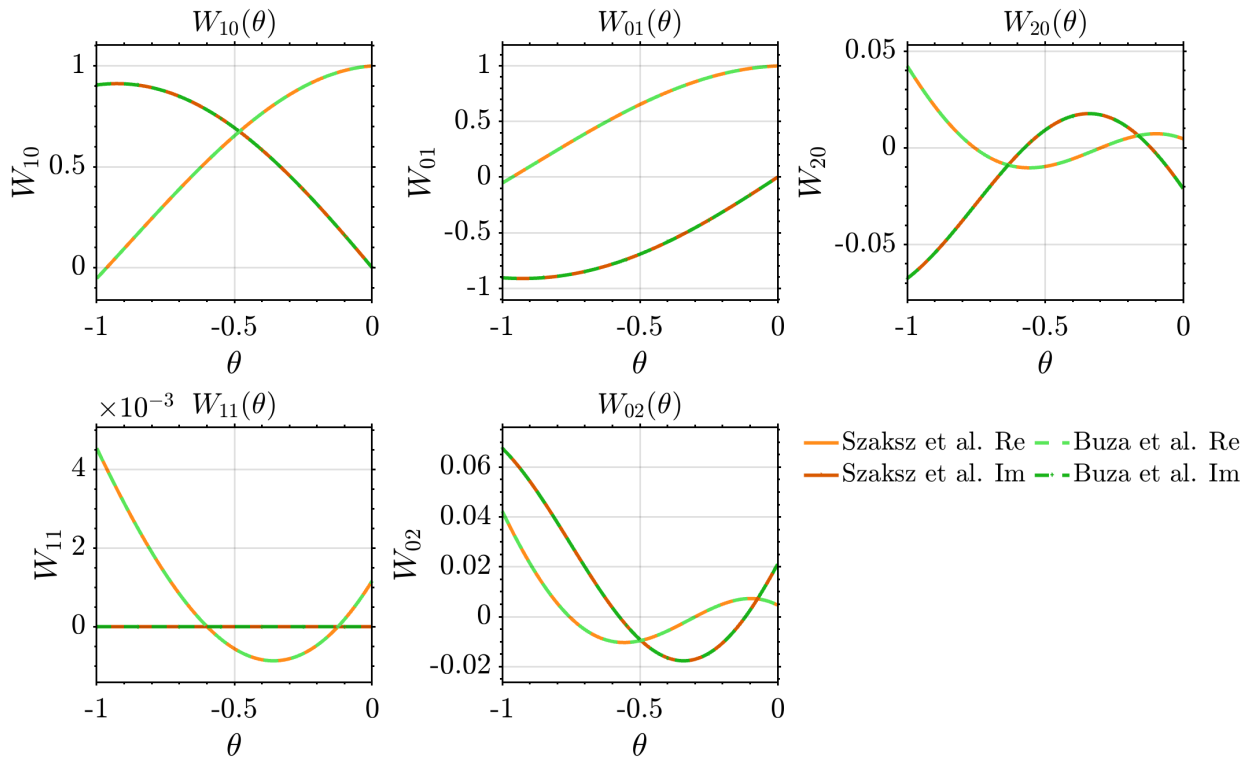 W₁₀(θ)
W₁₀
1
0.5
0
-1 -0.5 0
θ
W₀₁(θ)
W₀₁
1
0.5
0
-0.5
-1
-1 -0.5 0
θ
W₂₀(θ)
W₂₀
0.05
0
-0.05
-1 -0.5 0
θ
×10⁻³ W₁₁(θ)
W₁₁
4
2
0
-1 -0.5 0
θ
W₀₂(θ)
W₀₂
0.06
0.04
0.02
0
-0.02
-1 -0.5 0
θ
Szaksz et al. Re Buza et al. Re
Szaksz et al. Im Buza et al. Im